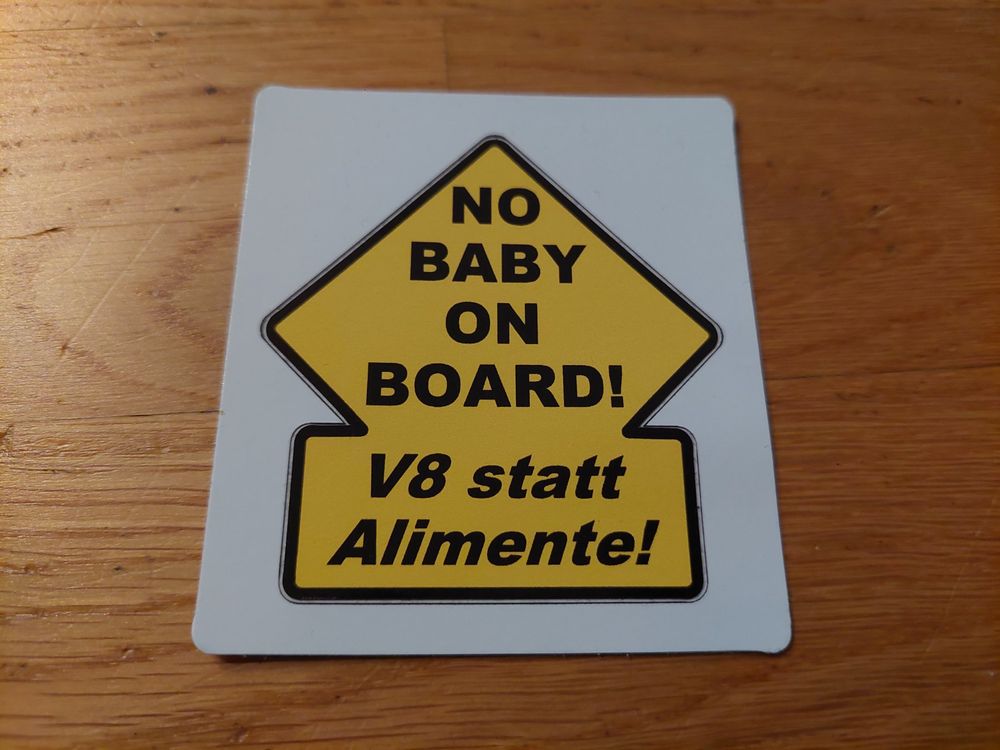 NO
BABY
ON
BOARD!
V8 statt
Alimente!